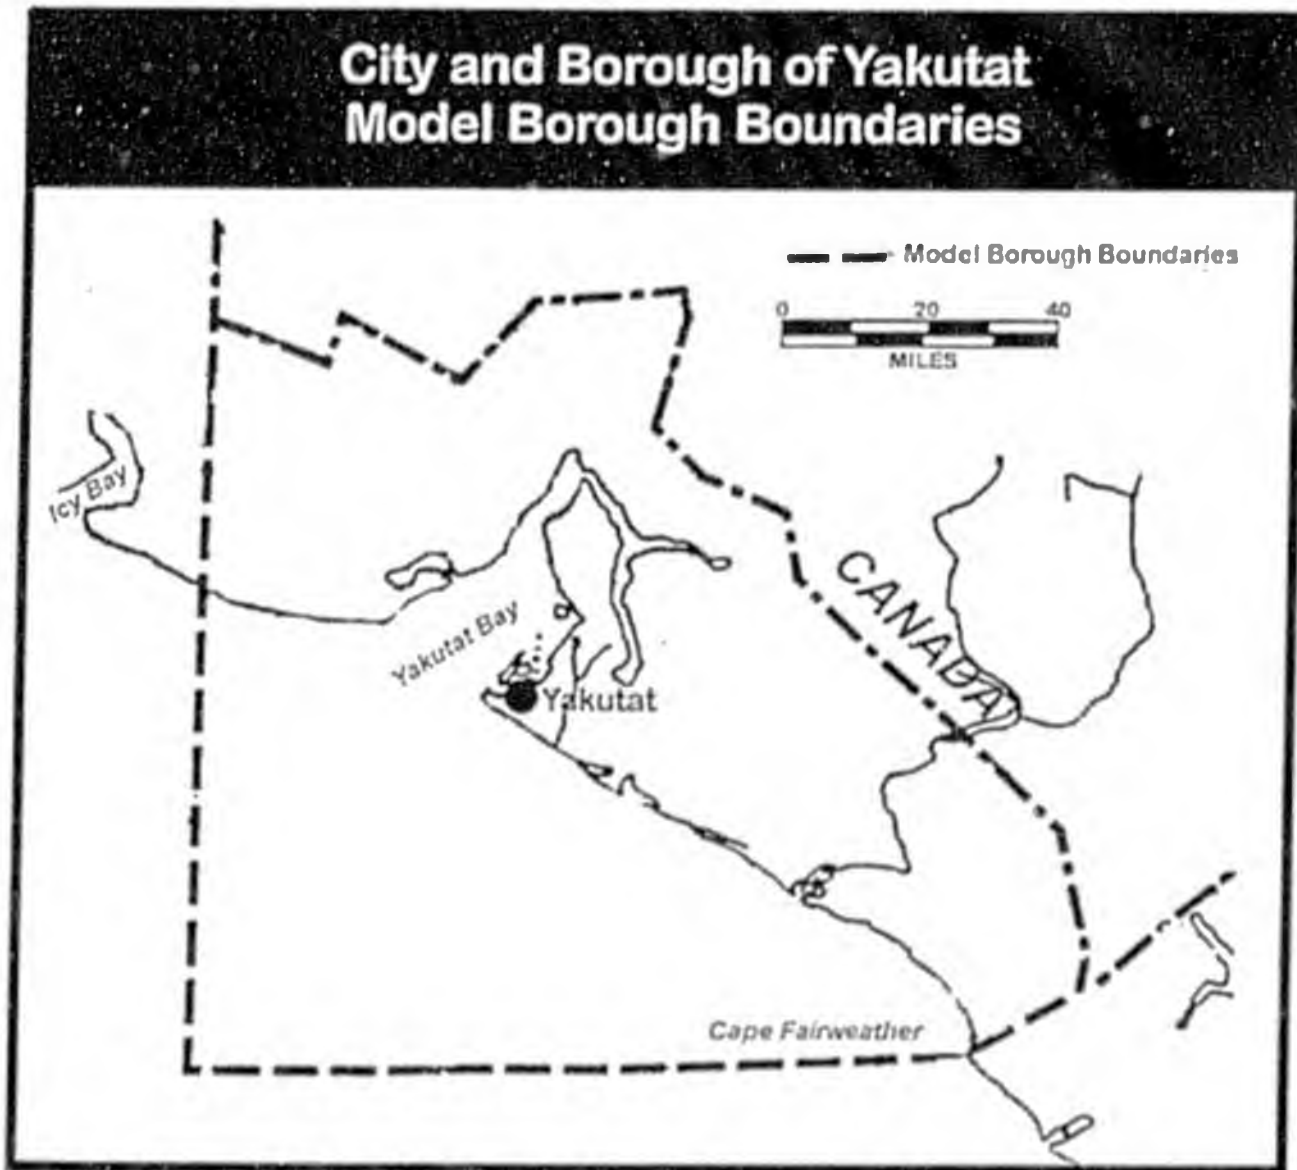 City and Borough of Yakutat
Model Borough Boundaries
Model Borough Boundaries
0 20 40
MILES
Icy Bay
CANADA
Yakutat Bay
Yakutat
Cape Fairweather